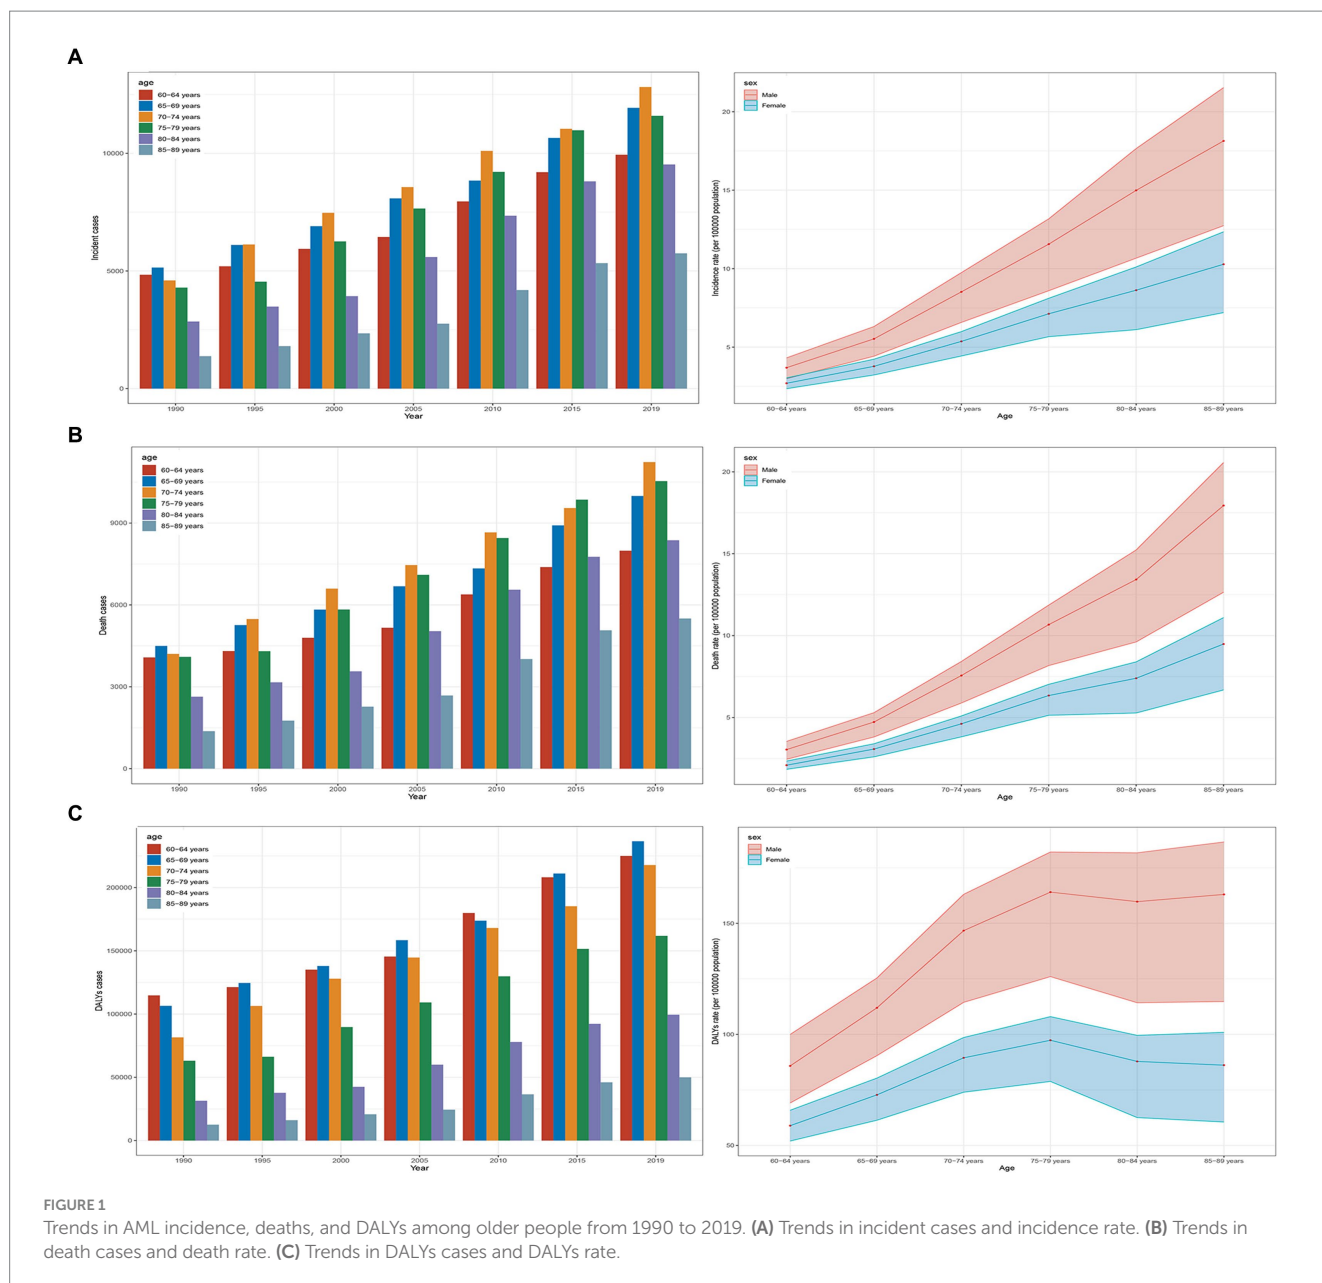 A
age
60–64 years
65–69 years
70–74 years
75–79 years
80–84 years
85–89 years
Incident cases
10000
5000
0
1990
1995
2000
2005
2010
2015
2019
Year
sex
Male
Female
Incidence rate (per 100000 population)
20
15
10
5
60–64 years
65–69 years
70–74 years
75–79 years
80–84 years
85–89 years
Age
B
age
60–64 years
65–69 years
70–74 years
75–79 years
80–84 years
85–89 years
Death cases
9000
6000
3000
0
1990
1995
2000
2005
2010
2015
2019
Year
sex
Male
Female
Death rate (per 100000 population)
20
15
10
5
60–64 years
65–69 years
70–74 years
75–79 years
80–84 years
85–89 years
Age
C
age
60–64 years
65–69 years
70–74 years
75–79 years
80–84 years
85–89 years
DALYs cases
200000
150000
100000
50000
0
1990
1995
2000
2005
2010
2015
2019
Year
sex
Male
Female
DALYs rate (per 100000 population)
150
100
50
60–64 years
65–69 years
70–74 years
75–79 years
80–84 years
85–89 years
Age
FIGURE 1
Trends in AML incidence, deaths, and DALYs among older people from 1990 to 2019. (A) Trends in incident cases and incidence rate. (B) Trends in
death cases and death rate. (C) Trends in DALYs cases and DALYs rate.